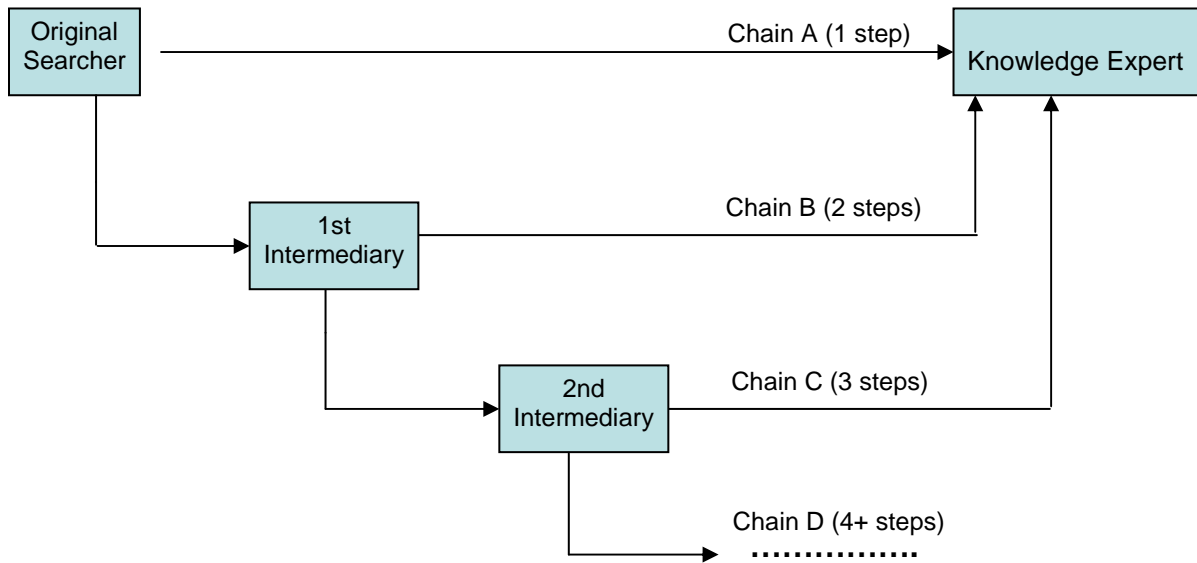 Original
Searcher
Chain A (1 step)
Knowledge Expert
1st
Intermediary
Chain B (2 steps)
2nd
Intermediary
Chain C (3 steps)
Chain D (4+ steps)